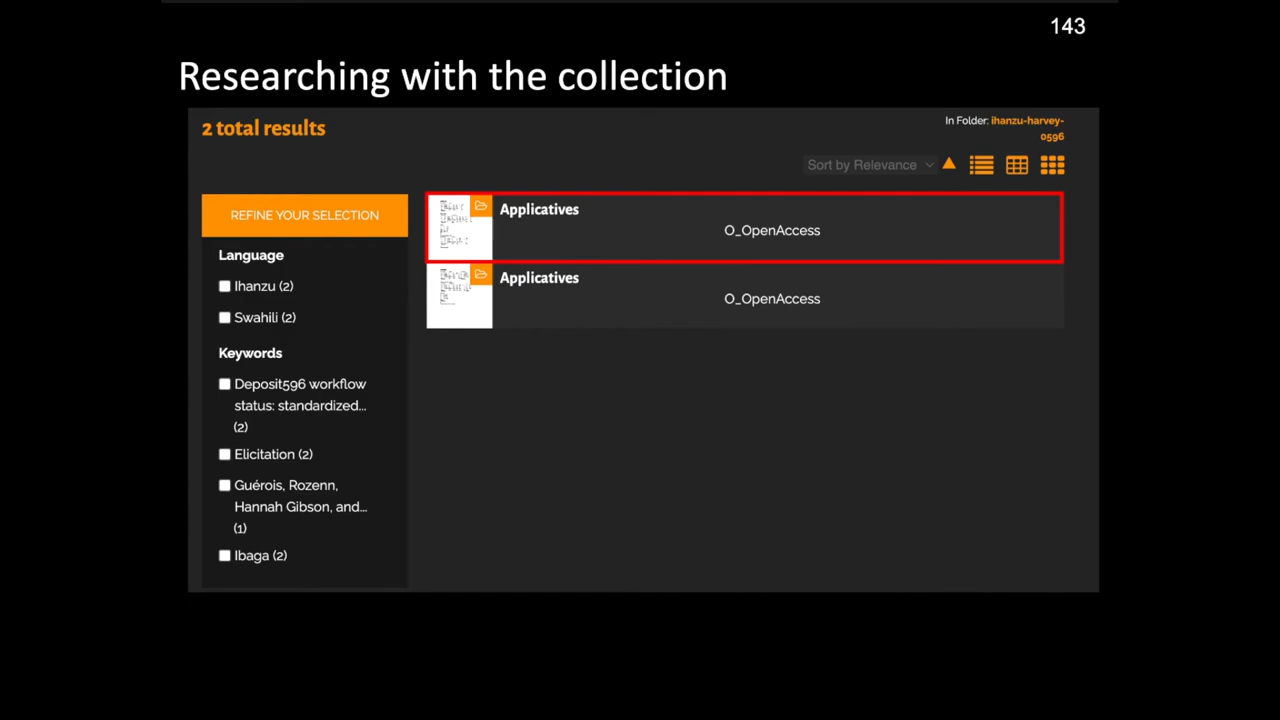 143
Researching with the collection
2 total results
In Folder: ihanzu-harvey-
0596
Sort by Relevance
REFINE YOUR SELECTION
Language
Ihanzu (2)
Swahili (2)
Keywords
Deposit596 workflow
status: standardized...
(2)
Elicitation (2)
Guérois, Rozenn,
Hannah Gibson, and...
(1)
Ibaga (2)
Applicatives
O_OpenAccess
Applicatives
O_OpenAccess